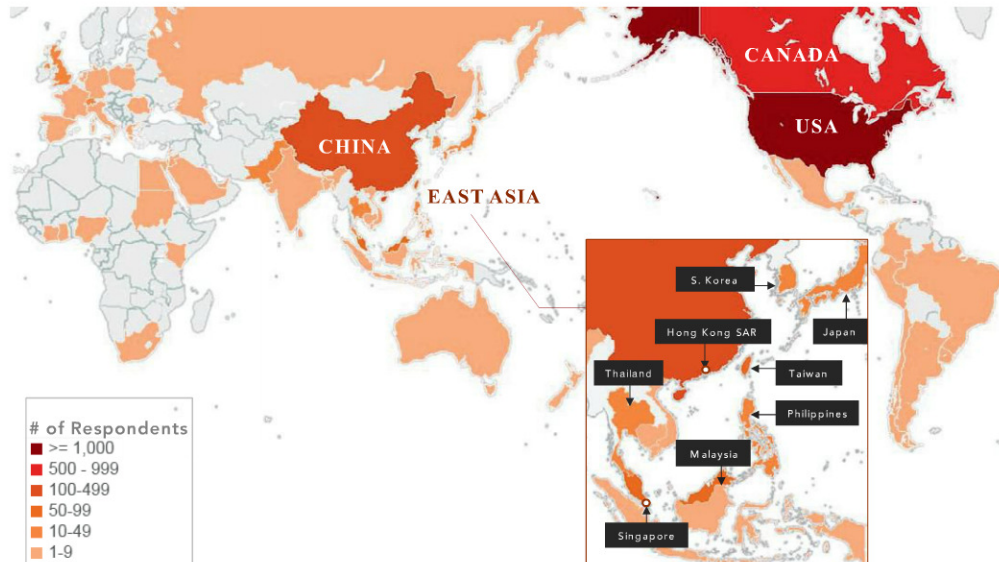 CANADA
USA
CHINA
EAST ASIA
S. Korea
Hong Kong SAR
Japan
Thailand
Taiwan
Philippines
Malaysia
Singapore
# of Respondents
>= 1,000
500 - 999
100-499
50-99
10-49
1-9